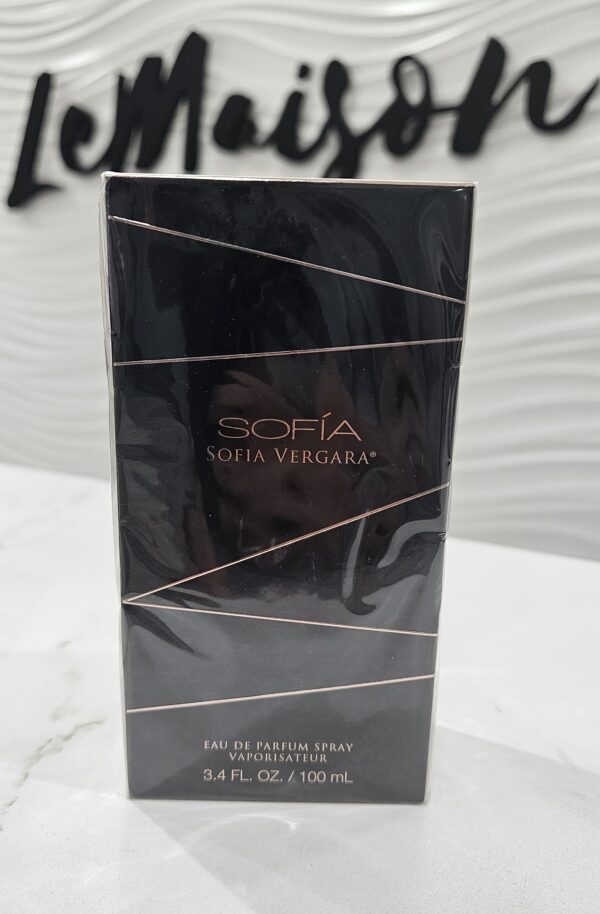 LeMaison
SOFÍA
SOFIA VERGARA®
EAU DE PARFUM SPRAY
VAPORISATEUR
3.4 FL. OZ. / 100 mL